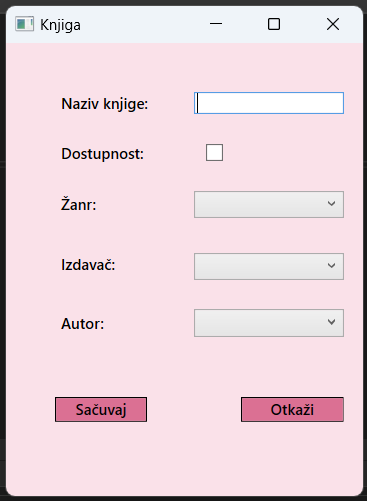 Knjiga
Naziv knjige:
Dostupnost:
Žanr:
Izdavač:
Autor:
Sačuvaj Otkaži